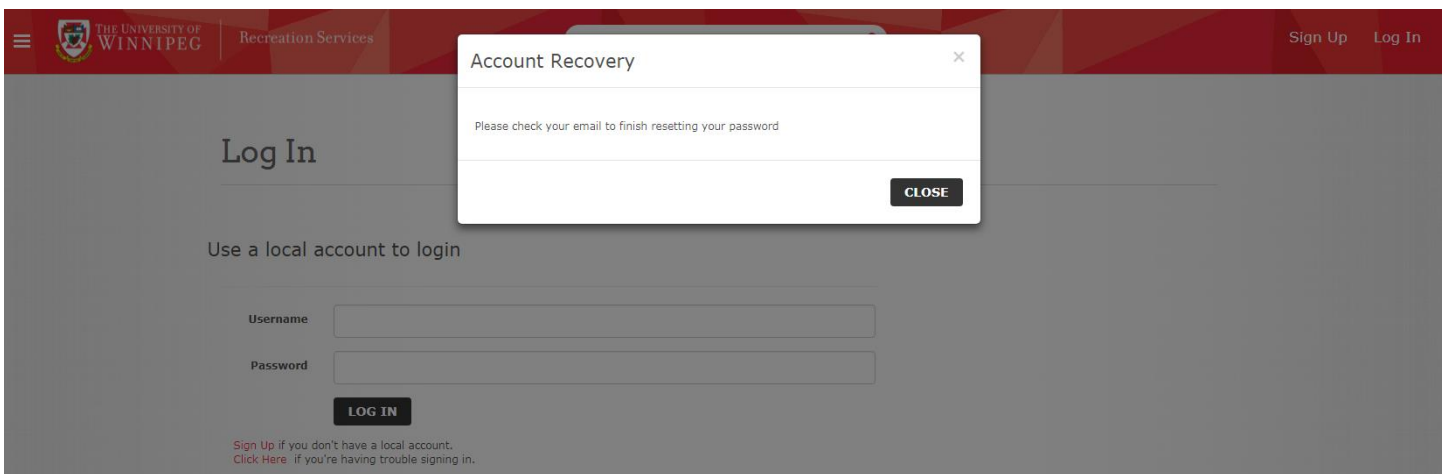 THE UNIVERSITY OF
WINNIPEG
Recreation Services
Sign Up
Log In
Account Recovery
×
Please check your email to finish resetting your password
CLOSE
Log In
Use a local account to login
Username
Password
LOG IN
Sign Up if you don't have a local account.
Click Here if you're having trouble signing in.